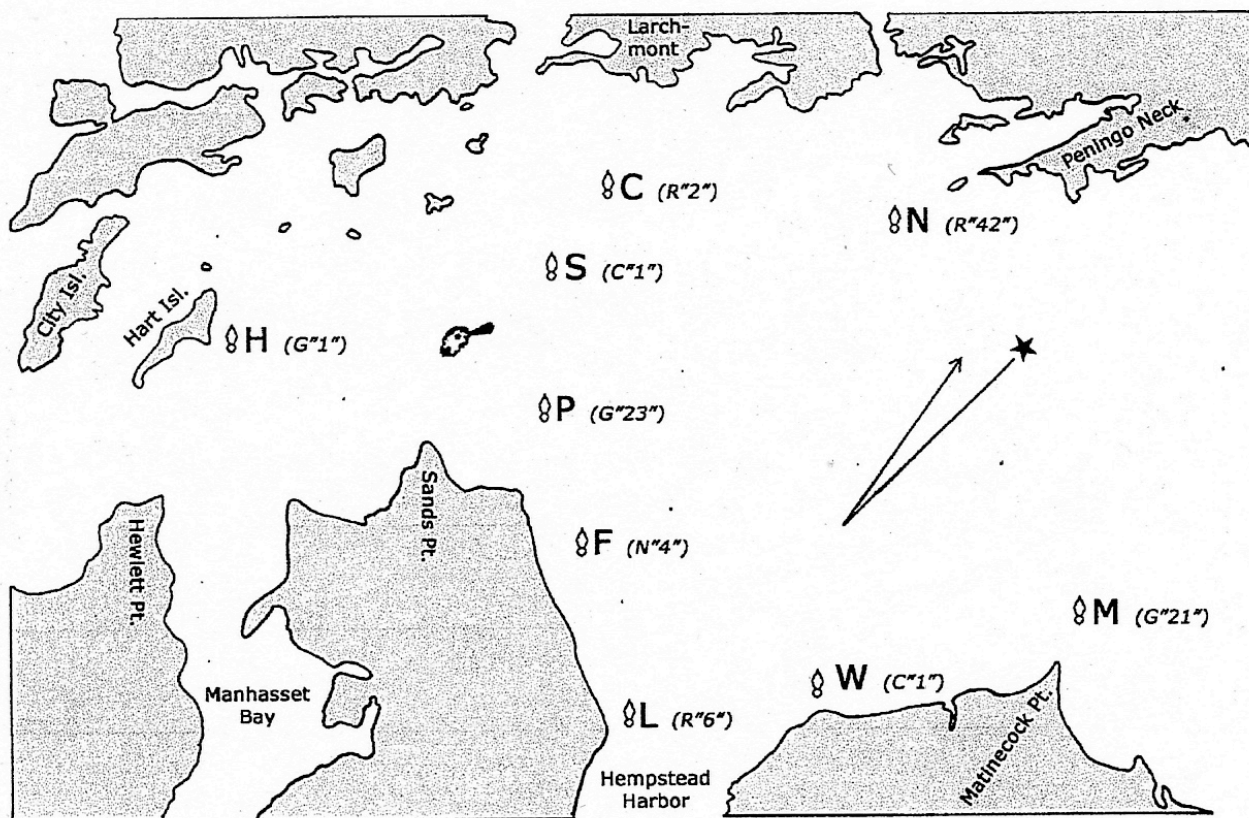 Larch-
mont
Peningo Neck
C (R"2")
N (R"42")
S (C"1")
City Isl.
Hart Isl.
H (G"1")
P (G"23")
Sands Pt.
Hewlett Pt.
F (N"4")
M (G"21")
W (C"1")
Manhasset
Bay
L (R"6")
Matinecock Pt.
Hempstead
Harbor